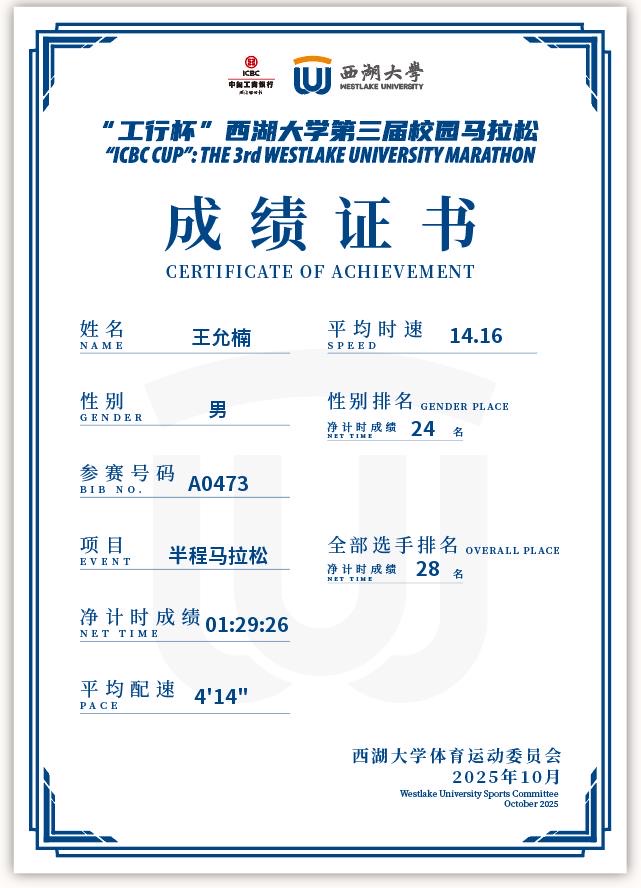 ICBC
中国工商银行
西湖大學
WESTLAKE UNIVERSITY
“工行杯”西湖大学第三届校园马拉松
“ICBC CUP”: THE 3rd WESTLAKE UNIVERSITY MARATHON
成绩证书
CERTIFICATE OF ACHIEVEMENT
姓名 王允楠
NAME
平均时速 14.16
SPEED
性别 男
GENDER
性别排名 GENDER PLACE
净计时成绩 24 名
NET TIME
参赛号码 A0473
BIB NO.
项目 半程马拉松
EVENT
全部选手排名 OVERALL PLACE
净计时成绩 28 名
NET TIME
净计时成绩 01:29:26
NET TIME
平均配速 4'14"
PACE
西湖大学体育运动委员会
2025年10月
Westlake University Sports Committee
October 2025